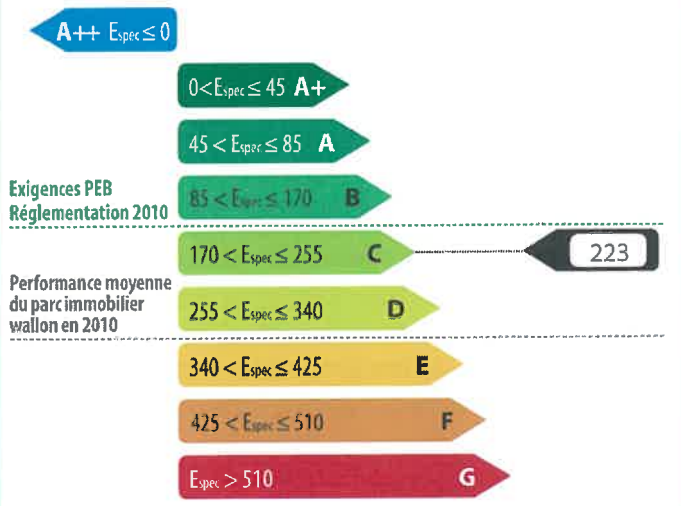 A++ Espec ≤ 0
0 < Espec ≤ 45 A+
45 < Espec ≤ 85 A
Exigences PEB
Réglementation 2010
85 < Espec ≤ 170 B
170 < Espec ≤ 255 C
223
Performance moyenne
du parc immobilier
wallon en 2010
255 < Espec ≤ 340 D
340 < Espec ≤ 425 E
425 < Espec ≤ 510 F
Espec > 510 G